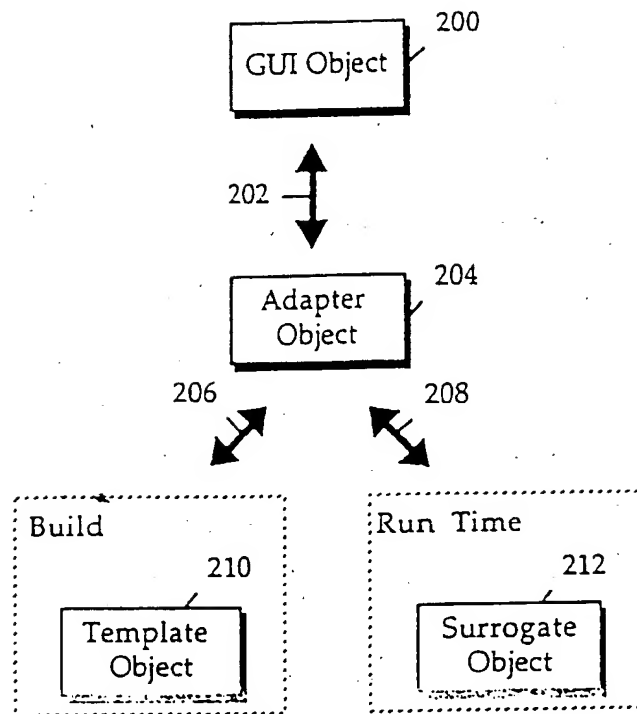 200
GUI Object
202
204
Adapter
Object
206
208
Build
Run Time
210
212
Template
Object
Surrogate
Object